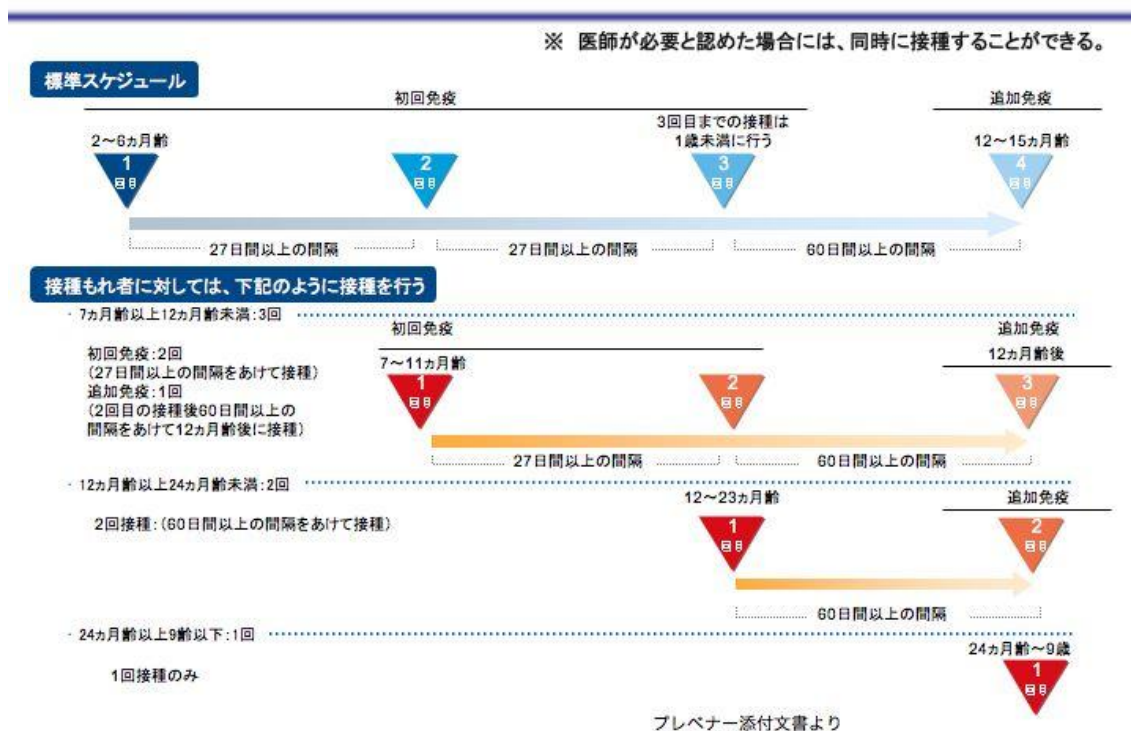 ※ 医師が必要と認めた場合には、同時に接種することができる。
標準スケジュール
初回免疫
追加免疫
2～6ヵ月齢
3回目までの接種は
1歳未満に行う
12～15ヵ月齢
1
回目
2
回目
3
回目
4
回目
27日間以上の間隔
27日間以上の間隔
60日間以上の間隔
接種もれ者に対しては、下記のように接種を行う
・ 7ヵ月齢以上12ヵ月齢未満：3回
初回免疫
追加免疫
初回免疫：2回
（27日間以上の間隔をあけて接種）
追加免疫：1回
（2回目の接種後60日間以上の
間隔をあけて12ヵ月齢後に接種）
7～11ヵ月齢
12ヵ月齢後
1
回目
2
回目
3
回目
27日間以上の間隔
60日間以上の間隔
・ 12ヵ月齢以上24ヵ月齢未満：2回
12～23ヵ月齢
追加免疫
2回接種：（60日間以上の間隔をあけて接種）
1
回目
2
回目
60日間以上の間隔
・ 24ヵ月齢以上9齢以下：1回
24ヵ月齢～9歳
1回接種のみ
1
回目
プレベナー添付文書より